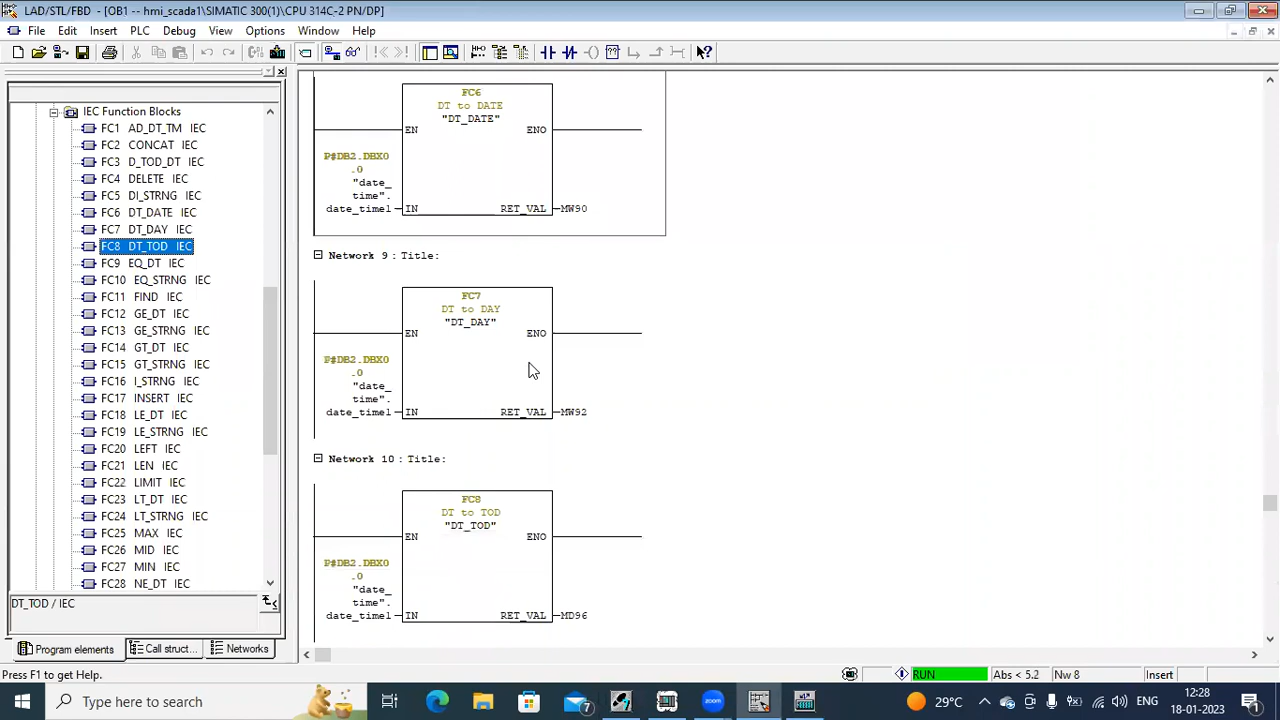 LAD/STL/FBD - [OB1 -- hmi_scada1\SIMATIC 300(1)\CPU 314C-2 PN/DP]
File Edit Insert PLC Debug View Options Window Help
IEC Function Blocks
FC1 AD_DT_TM IEC
FC2 CONCAT IEC
FC3 D_TOD_DT IEC
FC4 DELETE IEC
FC5 DI_STRNG IEC
FC6 DT_DATE IEC
FC7 DT_DAY IEC
FC8 DT_TOD IEC
FC9 EQ_DT IEC
FC10 EQ_STRNG IEC
FC11 FIND IEC
FC12 GE_DT IEC
FC13 GE_STRNG IEC
FC14 GT_DT IEC
FC15 GT_STRNG IEC
FC16 I_STRNG IEC
FC17 INSERT IEC
FC18 LE_DT IEC
FC19 LE_STRNG IEC
FC20 LEFT IEC
FC21 LEN IEC
FC22 LIMIT IEC
FC23 LT_DT IEC
FC24 LT_STRNG IEC
FC25 MAX IEC
FC26 MID IEC
FC27 MIN IEC
FC28 NE_DT IEC
DT_TOD / IEC
Program elements Call struct... Networks
FC6
DT to DATE
"DT_DATE"
EN ENO
P#DB2.DBX0
.0
"date_
time".
date_time1 IN RET_VAL MW90
Network 9 : Title:
FC7
DT to DAY
"DT_DAY"
EN ENO
P#DB2.DBX0
.0
"date_
time".
date_time1 IN RET_VAL MW92
Network 10 : Title:
FC8
DT to TOD
"DT_TOD"
EN ENO
P#DB2.DBX0
.0
"date_
time".
date_time1 IN RET_VAL MD96
Press F1 to get Help. RUN Abs < 5.2 Nw 8 Insert
Type here to search 7 29°C ENG 12:28
18-01-2023 1